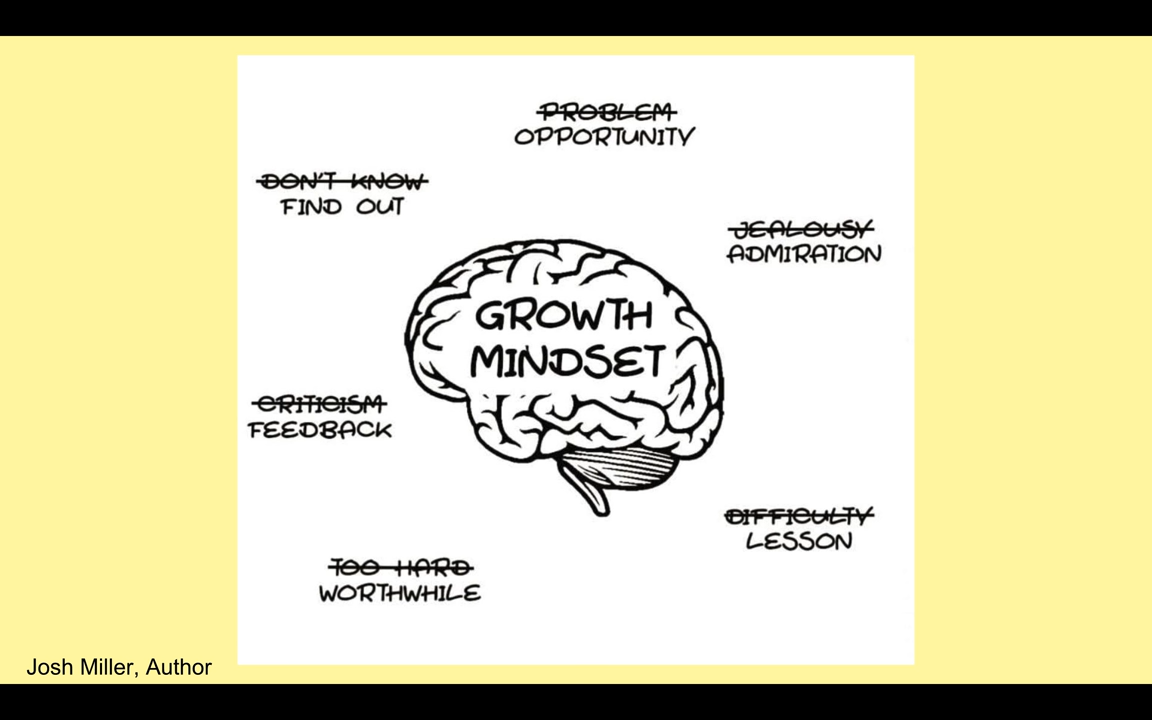 PROBLEM
OPPORTUNITY
DON'T KNOW
FIND OUT
JEALOUSY
ADMIRATION
GROWTH
MINDSET
CRITICISM
FEEDBACK
DIFFICULTY
LESSON
TOO HARD
WORTHWHILE
Josh Miller, Author